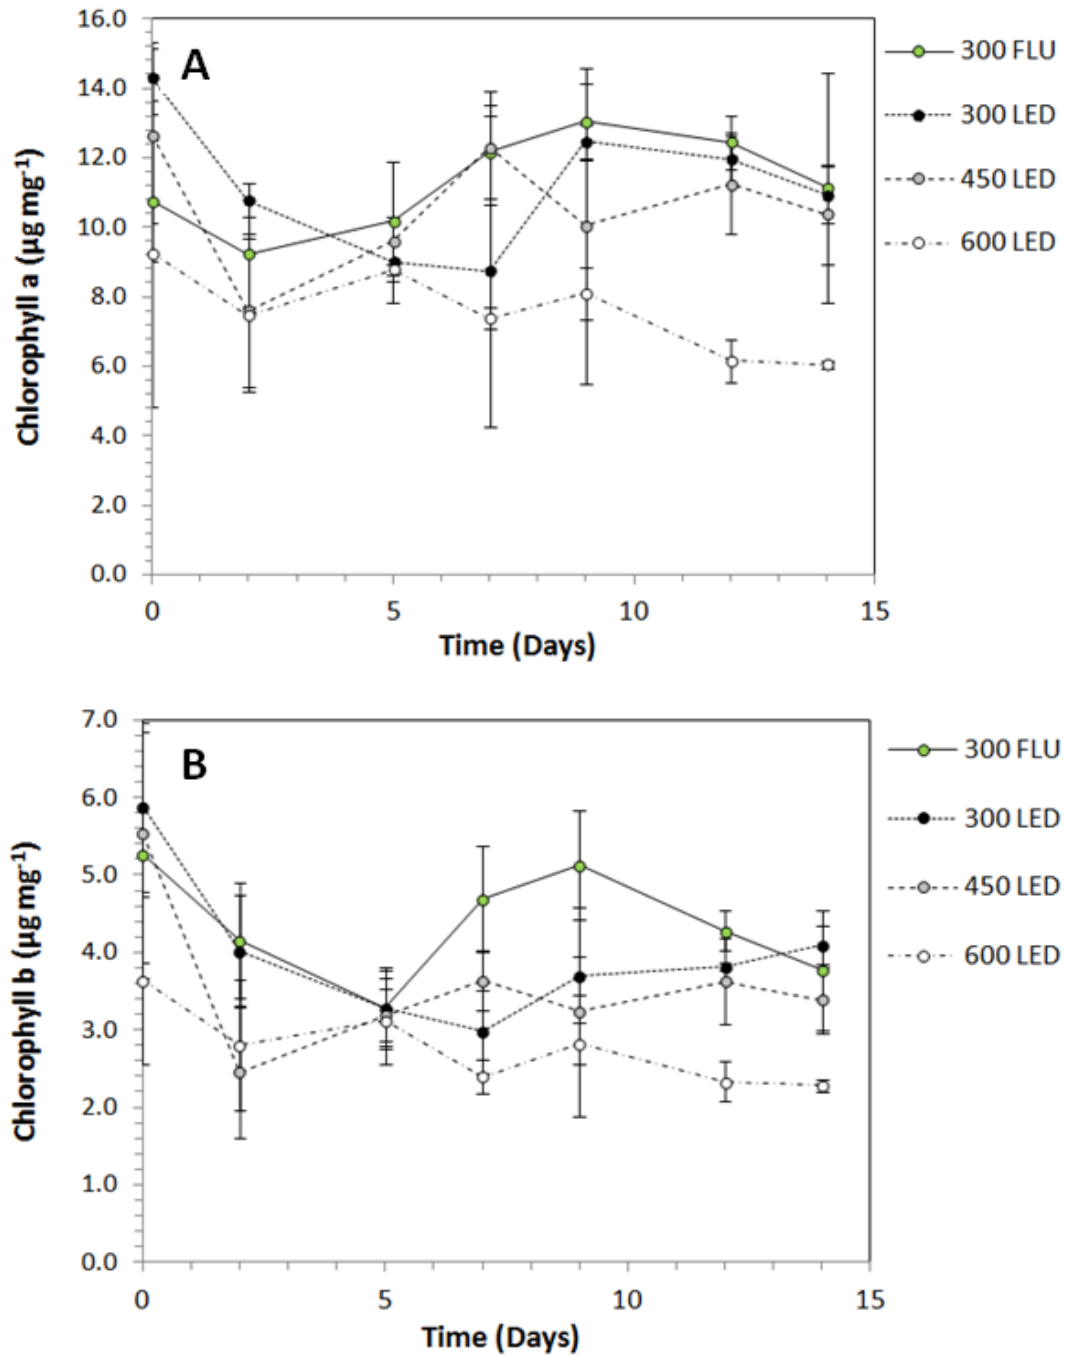 A
16.0
14.0
12.0
10.0
8.0
6.0
4.0
2.0
0.0
Chlorophyll a (µg mg⁻¹)
0 5 10 15
Time (Days)
300 FLU
300 LED
450 LED
600 LED
B
7.0
6.0
5.0
4.0
3.0
2.0
1.0
0.0
Chlorophyll b (µg mg⁻¹)
0 5 10 15
Time (Days)
300 FLU
300 LED
450 LED
600 LED